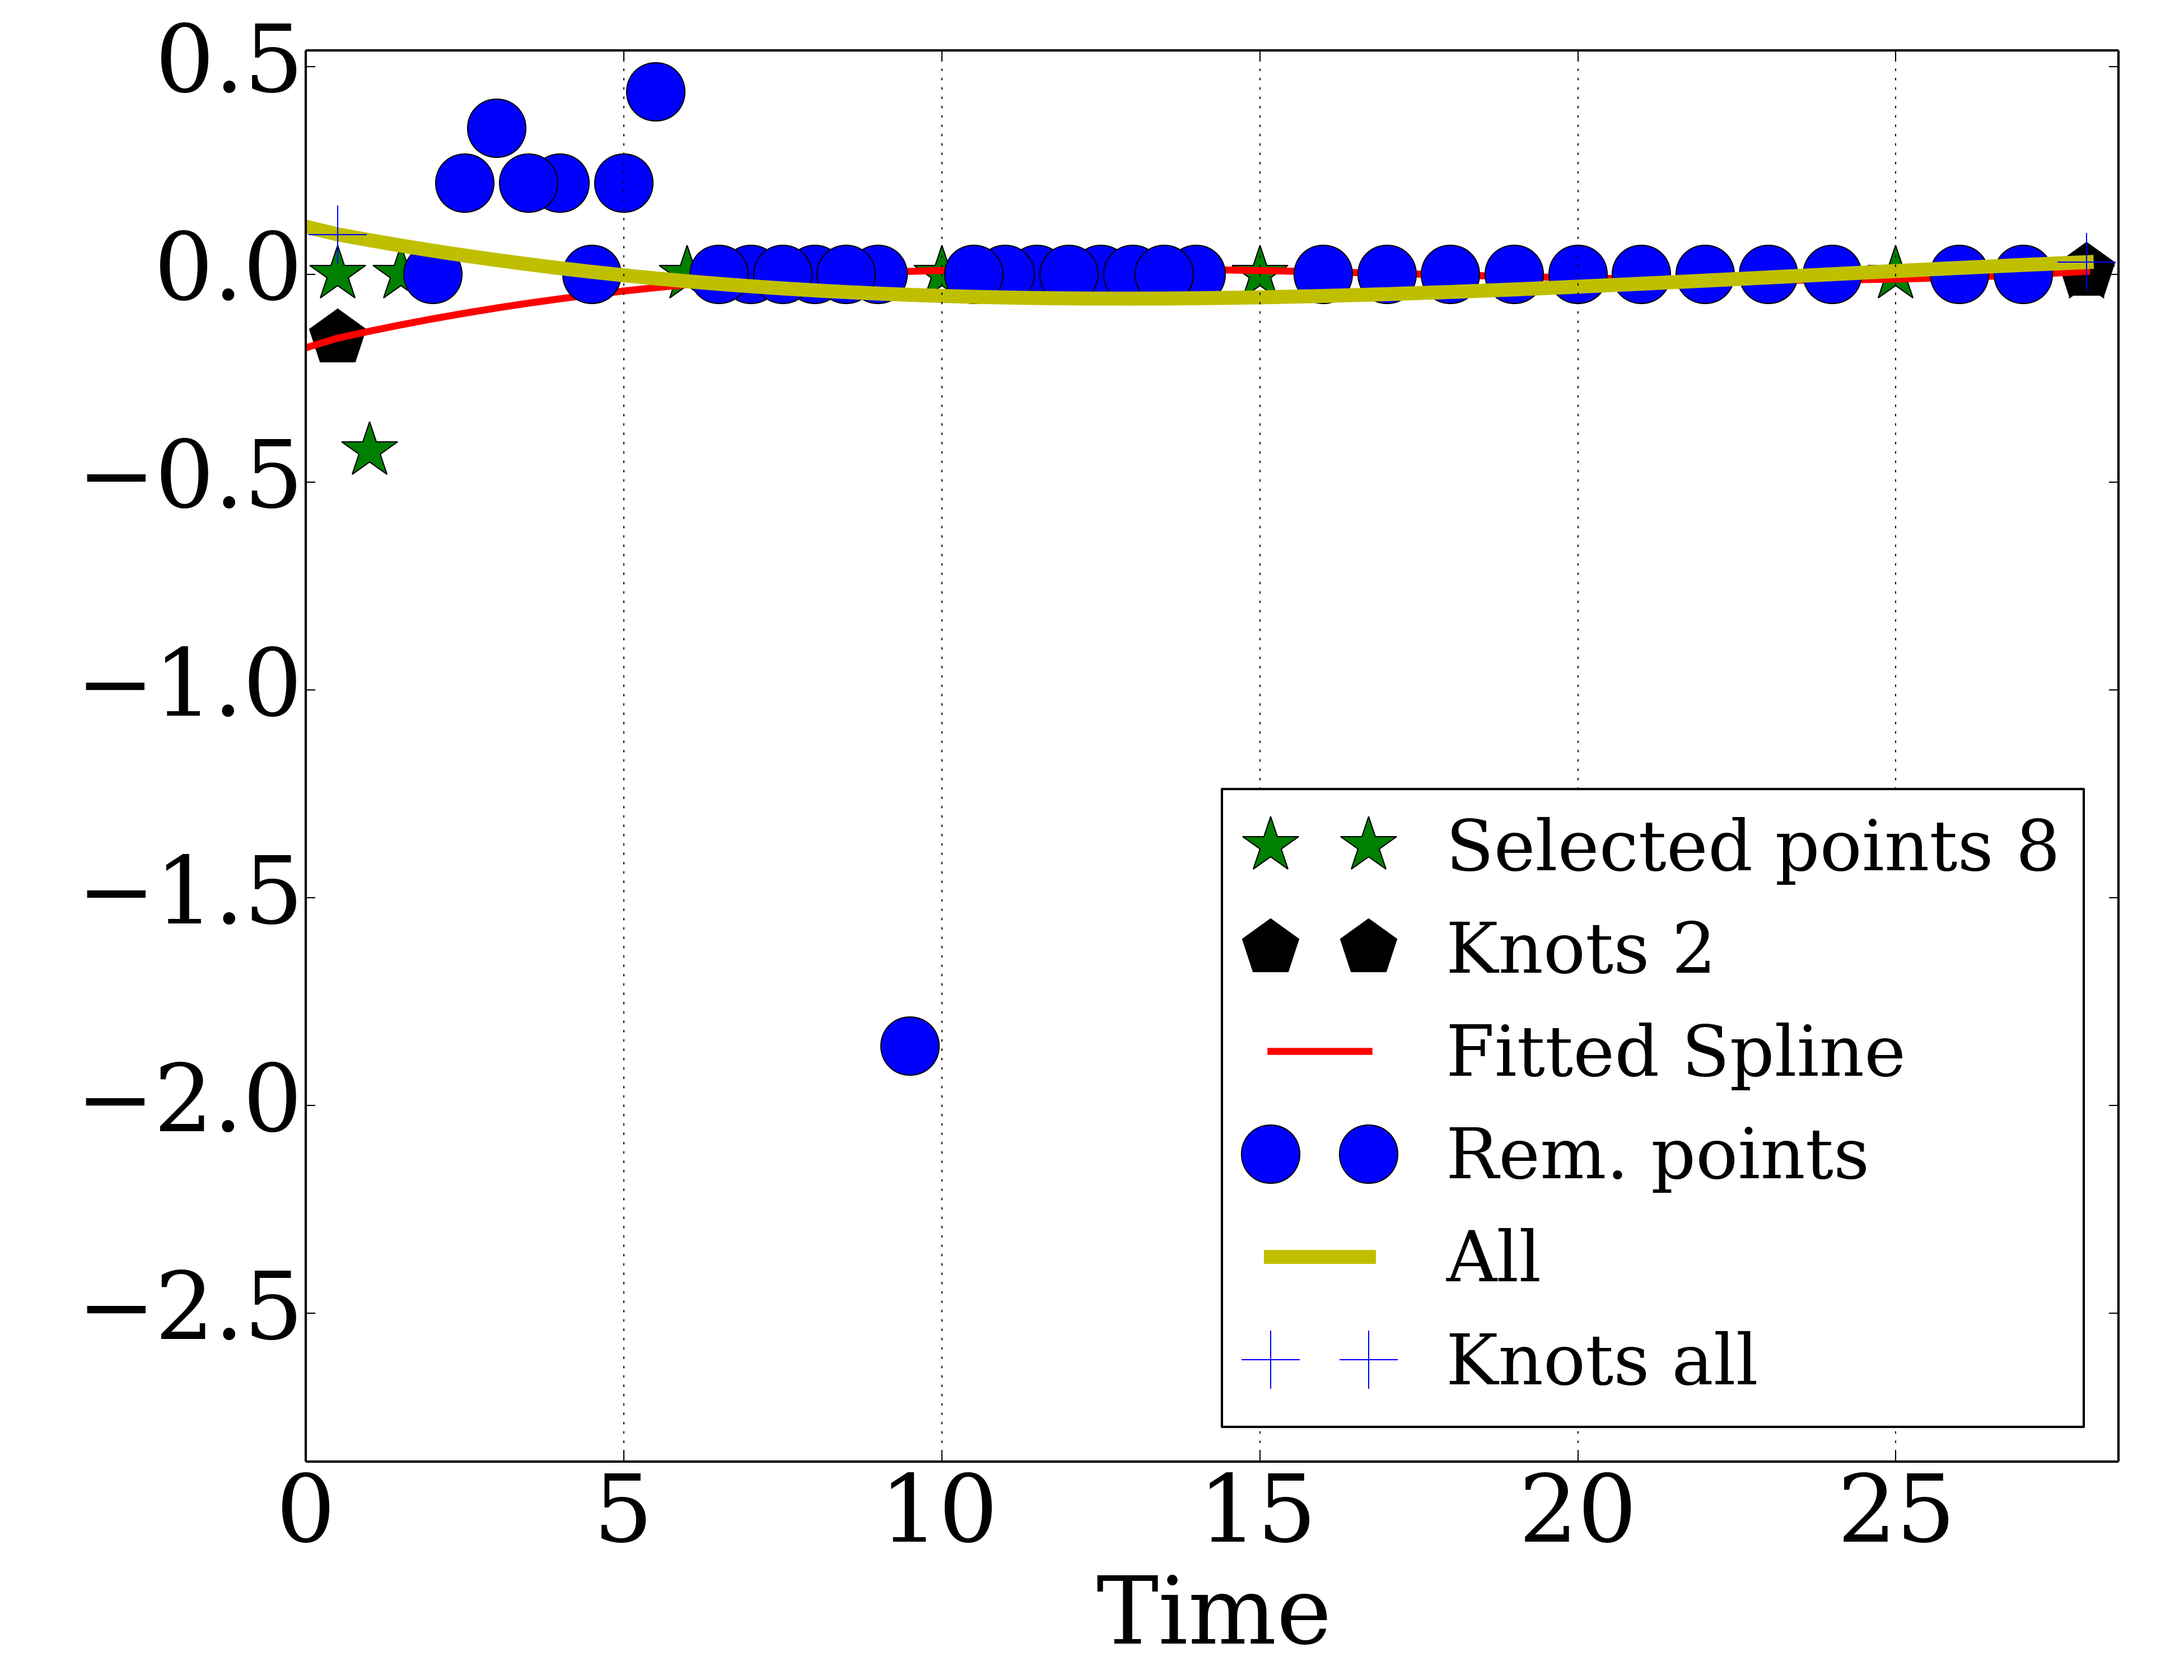 0.5
0.0
−0.5
−1.0
−1.5
−2.0
−2.5
Selected points 8
Knots 2
Fitted Spline
Rem. points
All
Knots all
0 5 10 15 20 25
Time